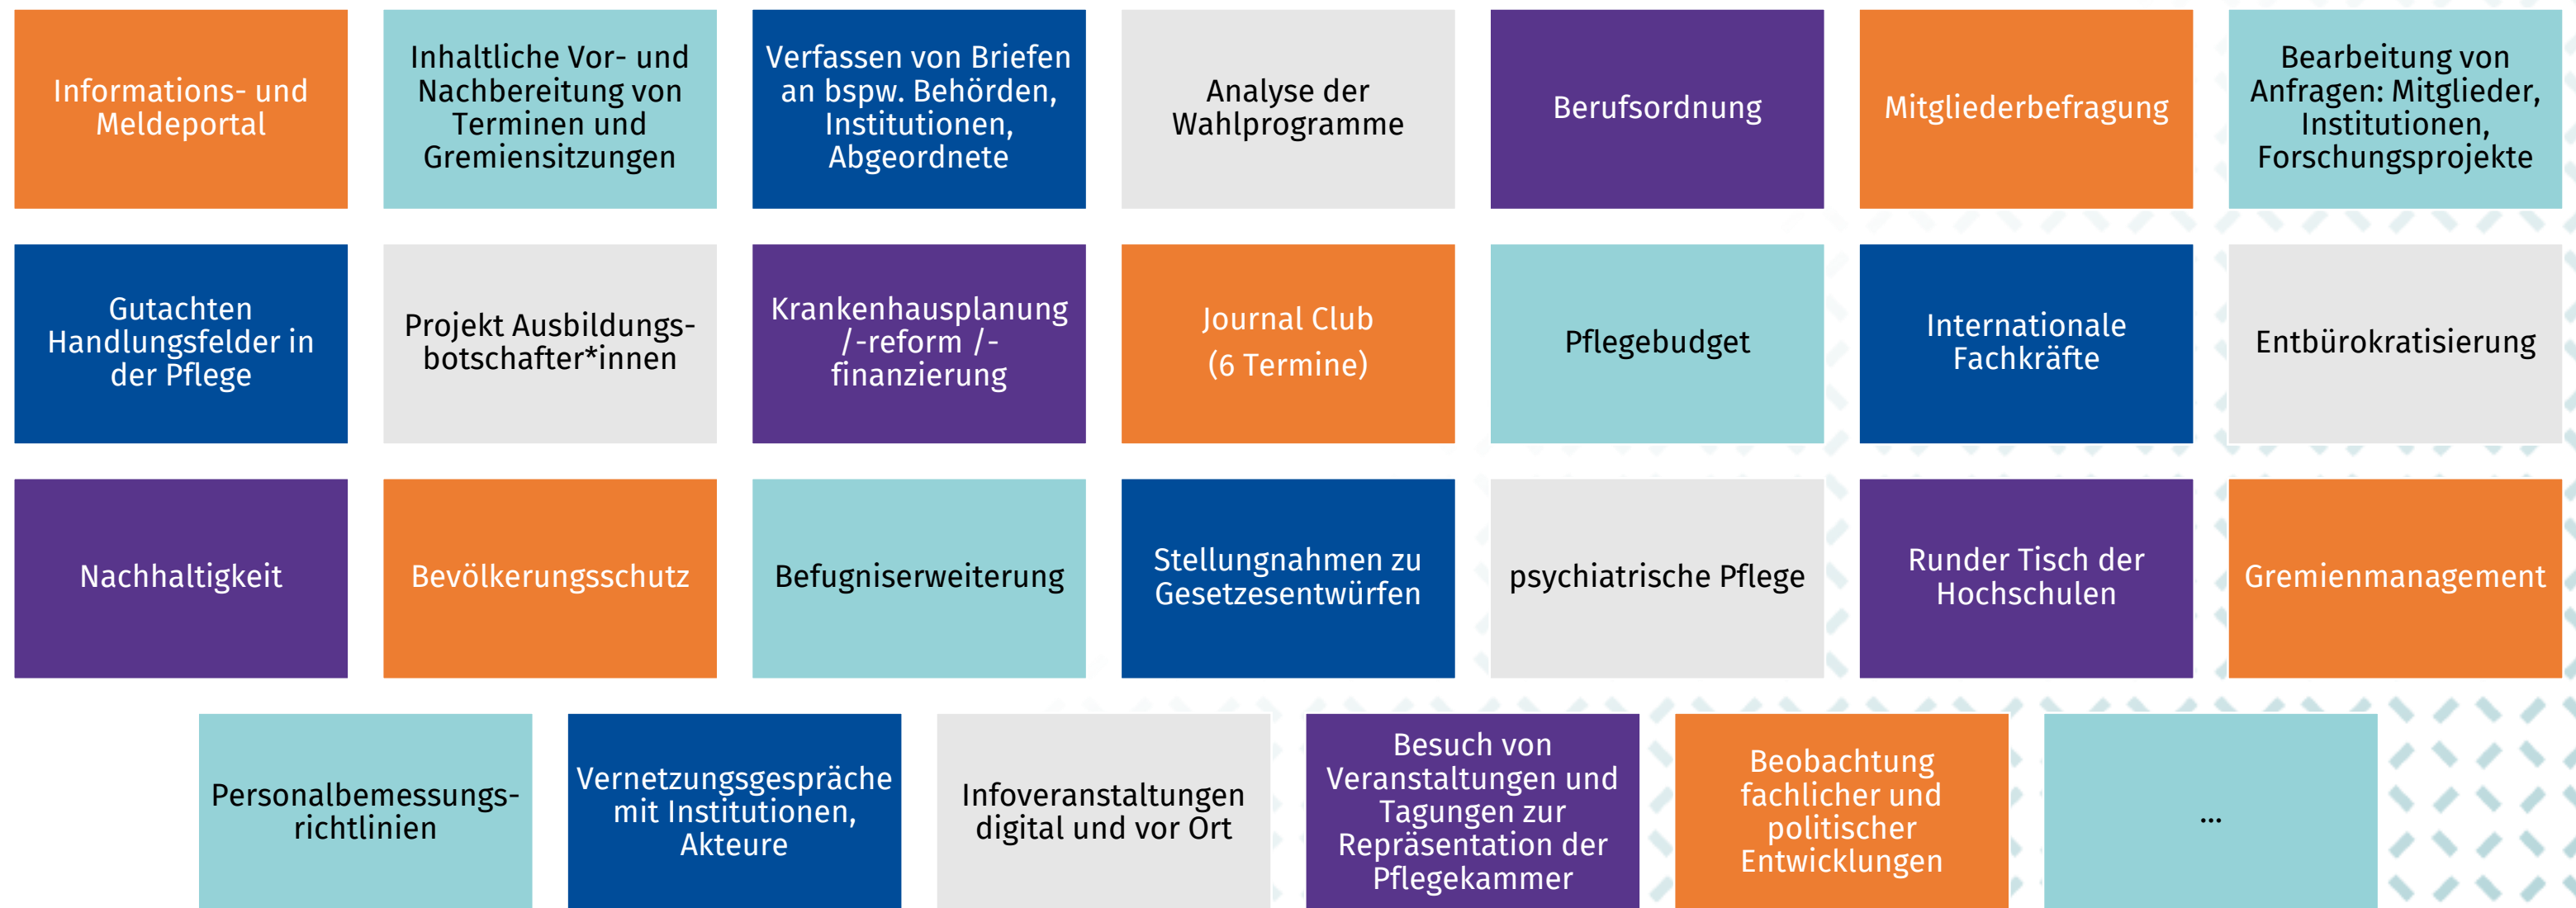 Informations- und
Meldeportal
Inhaltliche Vor- und
Nachbereitung von
Terminen und
Gremiensitzungen
Verfassen von Briefen
an bspw. Behörden,
Institutionen,
Abgeordnete
Analyse der
Wahlprogramme
Berufsordnung
Mitgliederbefragung
Bearbeitung von
Anfragen: Mitglieder,
Institutionen,
Forschungsprojekte
Gutachten
Handlungsfelder in
der Pflege
Projekt Ausbildungs-
botschafter*innen
Krankenhausplanung
/-reform /-
finanzierung
Journal Club
(6 Termine)
Pflegebudget
Internationale
Fachkräfte
Entbürokratisierung
Nachhaltigkeit
Bevölkerungsschutz
Befugniserweiterung
Stellungnahmen zu
Gesetzesentwürfen
psychiatrische Pflege
Runder Tisch der
Hochschulen
Gremienmanagement
Personalbemessungs-
richtlinien
Vernetzungsgespräche
mit Institutionen,
Akteure
Infoveranstaltungen
digital und vor Ort
Besuch von
Veranstaltungen und
Tagungen zur
Repräsentation der
Pflegekammer
Beobachtung
fachlicher und
politischer
Entwicklungen
...